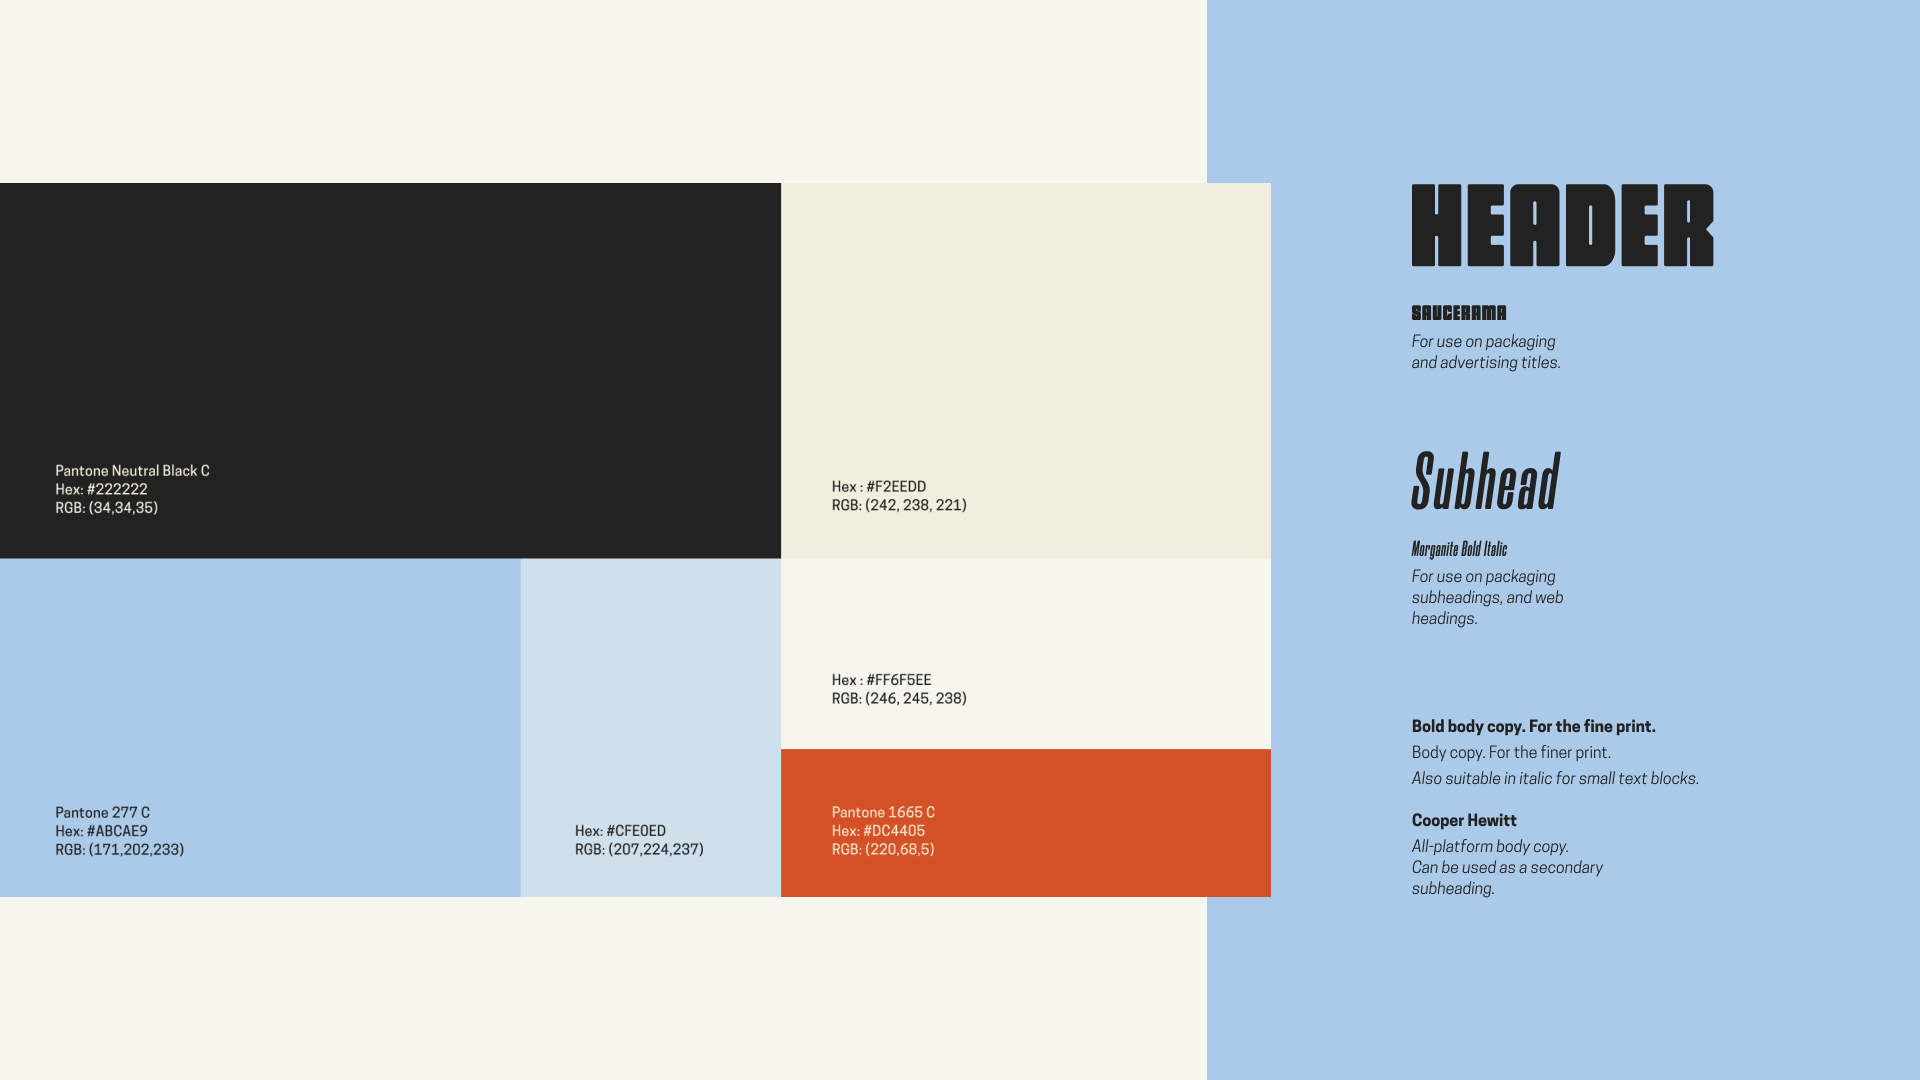 Pantone Neutral Black C
Hex: #222222
RGB: (34,34,35)
Hex : #F2EEDD
RGB: (242, 238, 221)
Pantone 277 C
Hex: #ABCAE9
RGB: (171,202,233)
Hex: #CFE0ED
RGB: (207,224,237)
Hex : #FF6F5EE
RGB: (246, 245, 238)
Pantone 1665 C
Hex: #DC4405
RGB: (220,68,5)
HEADER
SAUCERAMA
For use on packaging
and advertising titles.
Subhead
Morganite Bold Italic
For use on packaging
subheadings, and web
headings.
Bold body copy. For the fine print.
Body copy. For the finer print.
Also suitable in italic for small text blocks.
Cooper Hewitt
All-platform body copy.
Can be used as a secondary
subheading.